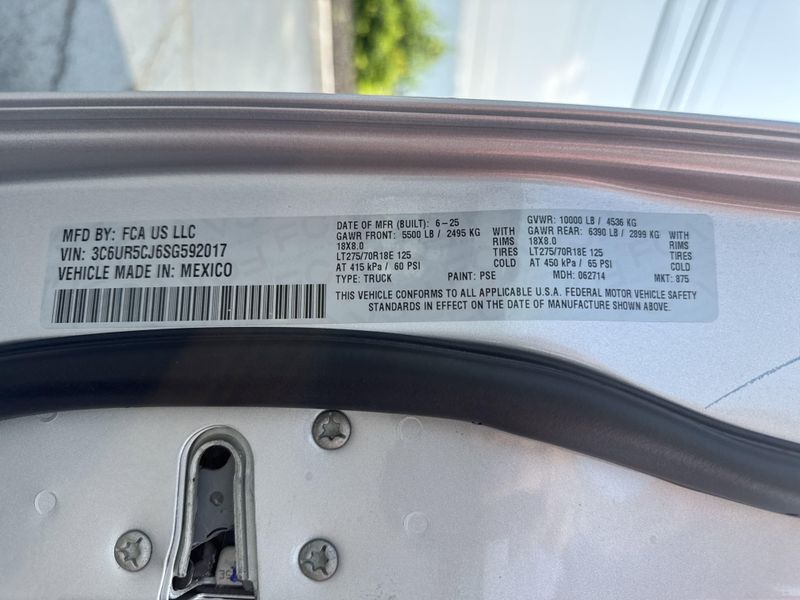 MFD BY: FCA US LLC
VIN: 3C6UR5CJ6SG592017
VEHICLE MADE IN: MEXICO
DATE OF MFR (BUILT): 6-25
GAWR FRONT: 5500 LB / 2495 KG WITH
18X8.0 RIMS
LT275/70R18E 125 TIRES
AT 415 kPa / 60 PSI COLD
TYPE: TRUCK PAINT: PSE
GVWR: 10000 LB / 4536 KG
GAWR REAR: 6390 LB / 2899 KG WITH
18X8.0 RIMS
LT275/70R18E 125 TIRES
AT 450 kPa / 65 PSI COLD
MDH: 062714 MKT: 875
THIS VEHICLE CONFORMS TO ALL APPLICABLE U.S.A. FEDERAL MOTOR VEHICLE SAFETY
STANDARDS IN EFFECT ON THE DATE OF MANUFACTURE SHOWN ABOVE.